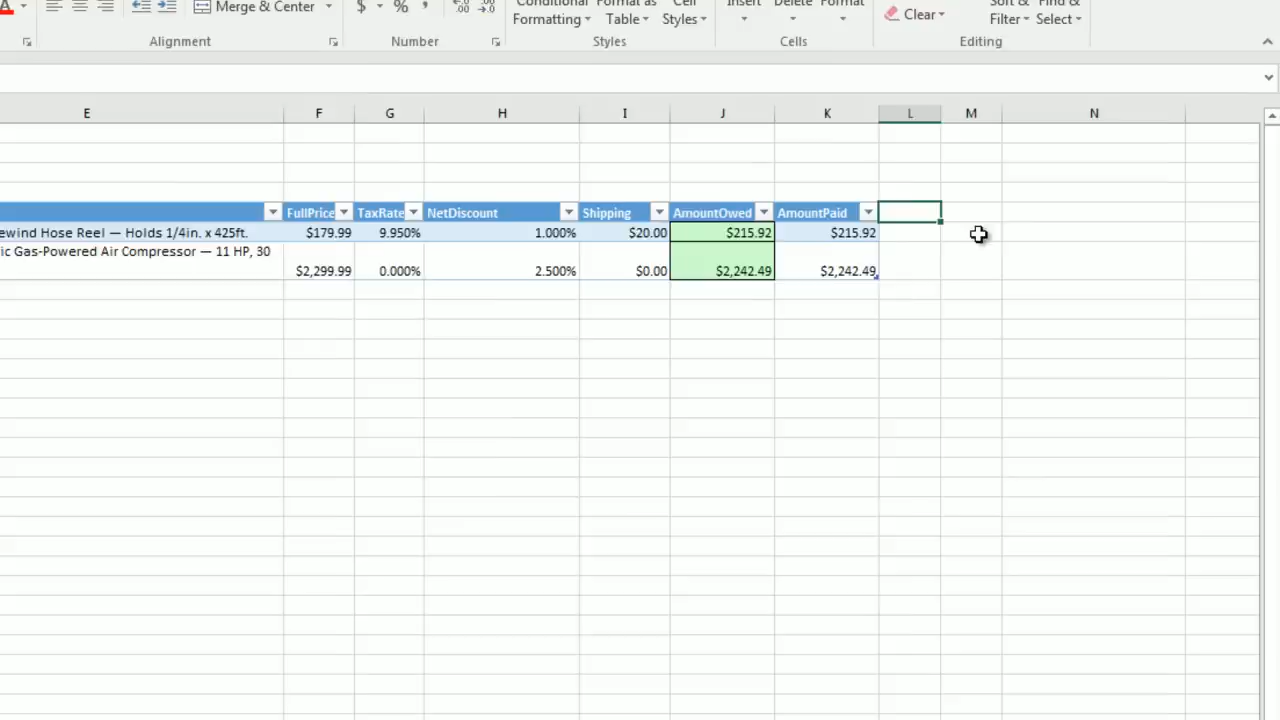 Merge & Center $ % ,
Conditional Format as Cell Insert Delete Format Sort & Find &
Formatting Table Styles Clear Filter Select
Alignment Number Styles Cells Editing
E F G H I J K L M N
FullPrice TaxRate NetDiscount Shipping AmountOwed AmountPaid
ewind Hose Reel — Holds 1/4in. x 425ft. $179.99 9.950% 1.000% $20.00 $215.92 $215.92
ic Gas-Powered Air Compressor — 11 HP, 30
$2,299.99 0.000% 2.500% $0.00 $2,242.49 $2,242.49